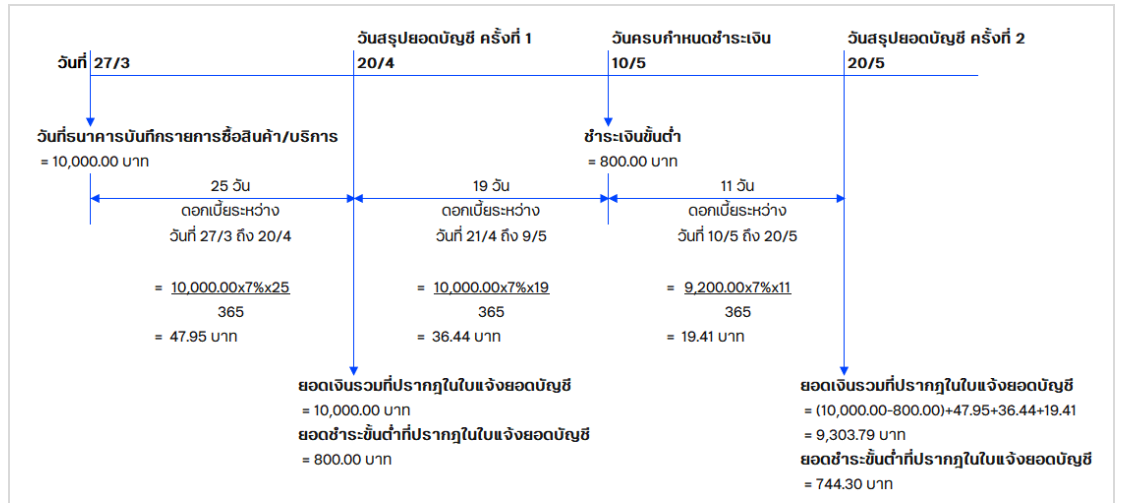 วันสรุปยอดบัญชี ครั้งที่ 1 วันครบกำหนดชำระเงิน วันสรุปยอดบัญชี ครั้งที่ 2
วันที่ 27/3 20/4 10/5 20/5
วันที่ธนาคารบันทึกรายการซื้อสินค้า/บริการ
= 10,000.00 บาท
ชำระเงินขั้นต่ำ
= 800.00 บาท
25 วัน
ดอกเบี้ยระหว่าง
วันที่ 27/3 ถึง 20/4
= 10,000.00x7%x25
365
= 47.95 บาท
19 วัน
ดอกเบี้ยระหว่าง
วันที่ 21/4 ถึง 9/5
= 10,000.00x7%x19
365
= 36.44 บาท
11 วัน
ดอกเบี้ยระหว่าง
วันที่ 10/5 ถึง 20/5
= 9,200.00x7%x11
365
= 19.41 บาท
ยอดเงินรวมที่ปรากฎในใบแจ้งยอดบัญชี
= 10,000.00 บาท
ยอดชำระขั้นต่ำที่ปรากฎในใบแจ้งยอดบัญชี
= 800.00 บาท
ยอดเงินรวมที่ปรากฎในใบแจ้งยอดบัญชี
= (10,000.00-800.00)+47.95+36.44+19.41
= 9,303.79 บาท
ยอดชำระขั้นต่ำที่ปรากฎในใบแจ้งยอดบัญชี
= 744.30 บาท